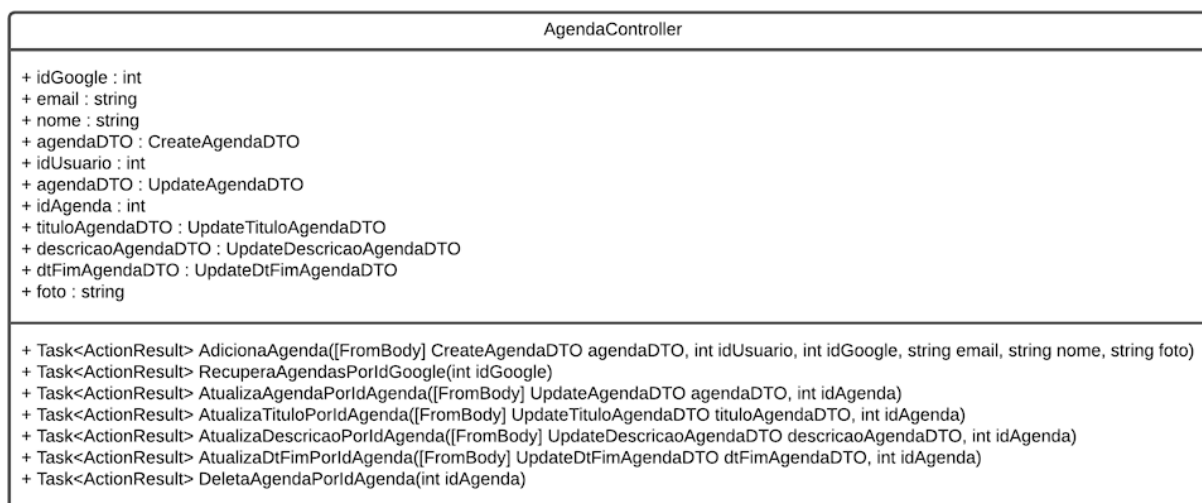 AgendaController
+ idGoogle : int
+ email : string
+ nome : string
+ agendaDTO : CreateAgendaDTO
+ idUsuario : int
+ agendaDTO : UpdateAgendaDTO
+ idAgenda : int
+ tituloAgendaDTO : UpdateTituloAgendaDTO
+ descricaoAgendaDTO : UpdateDescricaoAgendaDTO
+ dtFimAgendaDTO : UpdateDtFimAgendaDTO
+ foto : string
+ Task<ActionResult> AdicionaAgenda([FromBody] CreateAgendaDTO agendaDTO, int idUsuario, int idGoogle, string email, string nome, string foto)
+ Task<ActionResult> RecuperaAgendasPorIdGoogle(int idGoogle)
+ Task<ActionResult> AtualizaAgendaPorIdAgenda([FromBody] UpdateAgendaDTO agendaDTO, int idAgenda)
+ Task<ActionResult> AtualizaTituloPorIdAgenda([FromBody] UpdateTituloAgendaDTO tituloAgendaDTO, int idAgenda)
+ Task<ActionResult> AtualizaDescricaoPorIdAgenda([FromBody] UpdateDescricaoAgendaDTO descricaoAgendaDTO, int idAgenda)
+ Task<ActionResult> AtualizaDtFimPorIdAgenda([FromBody] UpdateDtFimAgendaDTO dtFimAgendaDTO, int idAgenda)
+ Task<ActionResult> DeletaAgendaPorIdAgenda(int idAgenda)